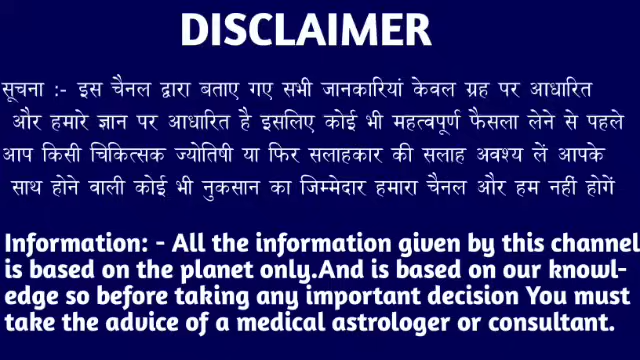 DISCLAIMER
सूचना :- इस चैनल द्वारा बताए गए सभी जानकारियां केवल ग्रह पर आधारित
और हमारे ज्ञान पर आधारित है इसलिए कोई भी महत्वपूर्ण फैसला लेने से पहले
आप किसी चिकित्सक ज्योतिषी या फिर सलाहकार की सलाह अवश्य लें आपके
साथ होने वाली कोई भी नुकसान का जिम्मेदार हमारा चैनल और हम नहीं होगें
Information: - All the information given by this channel
is based on the planet only.And is based on our knowl-
edge so before taking any important decision You must
take the advice of a medical astrologer or consultant.